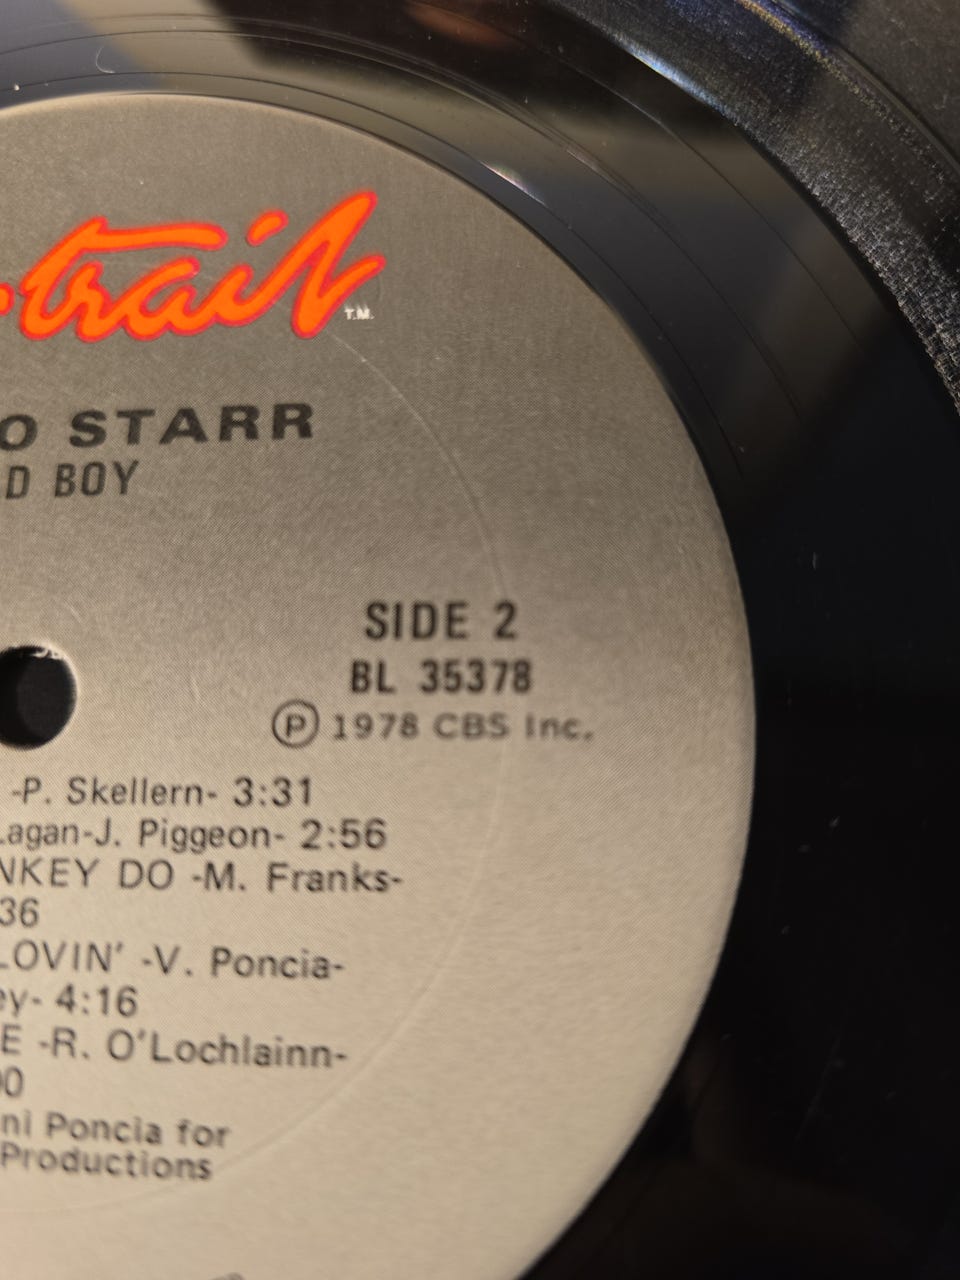 trait
T.M.
O STARR
D BOY
SIDE 2
BL 35378
Ⓟ 1978 CBS Inc.
-P. Skellern- 3:31
Lagan-J. Piggeon- 2:56
NKEY DO -M. Franks-
36
LOVIN' -V. Poncia-
ey- 4:16
E -R. O'Lochlainn-
00
ni Poncia for
Productions